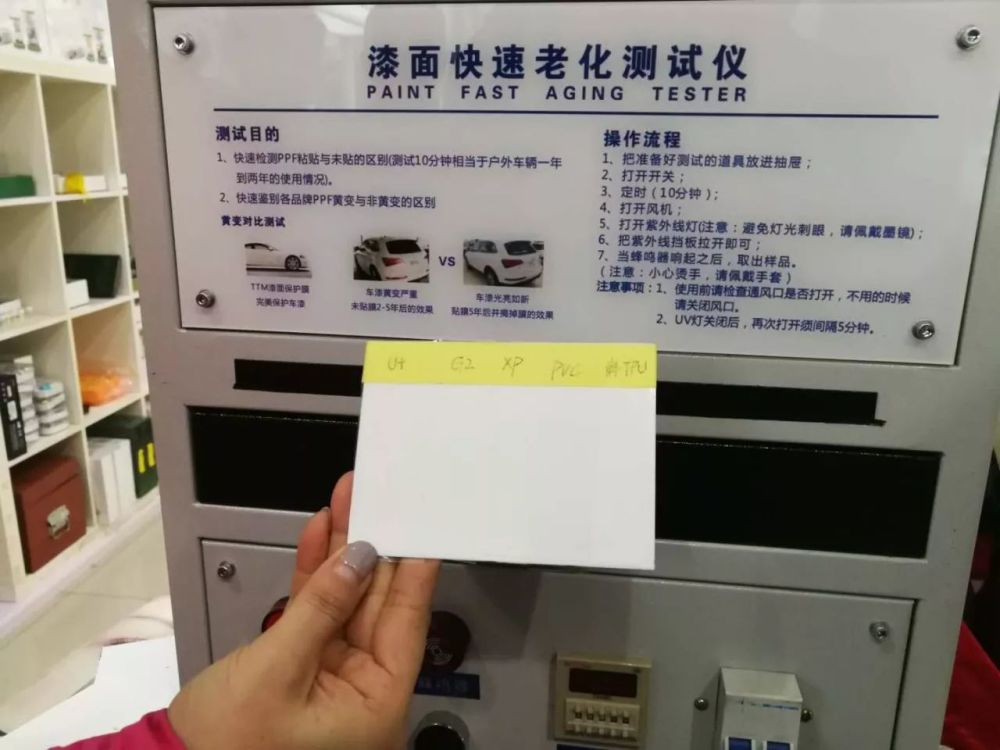 漆面快速老化测试仪
PAINT FAST AGING TESTER
测试目的
1、快速检测PPF粘贴与未贴的区别(测试10分钟相当于户外车辆一年
到两年的使用情况)。
2、快速鉴别各品牌PPF黄变与非黄变的区别
黄变对比测试
TTM漆面保护膜
完美保护车漆
车漆黄变严重
未贴膜2-5年后的效果
VS
车漆光亮如新
贴膜5年后并揭掉膜的效果
操作流程
1、把准备好测试的道具放进抽屉；
2、打开开关；
3、定时（10分钟）；
4、打开风机；
5、打开紫外线灯(注意：避免灯光刺眼，请佩戴墨镜)；
6、把紫外线挡板拉开即可；
7、当蜂鸣器响起之后，取出样品。
（注意：小心烫手，请佩戴手套）
注意事项：1、使用前请检查通风口是否打开，不用的时候
请关闭风口。
2、UV灯关闭后，再次打开须间隔5分钟。
U+ G2 XP PVC TPU